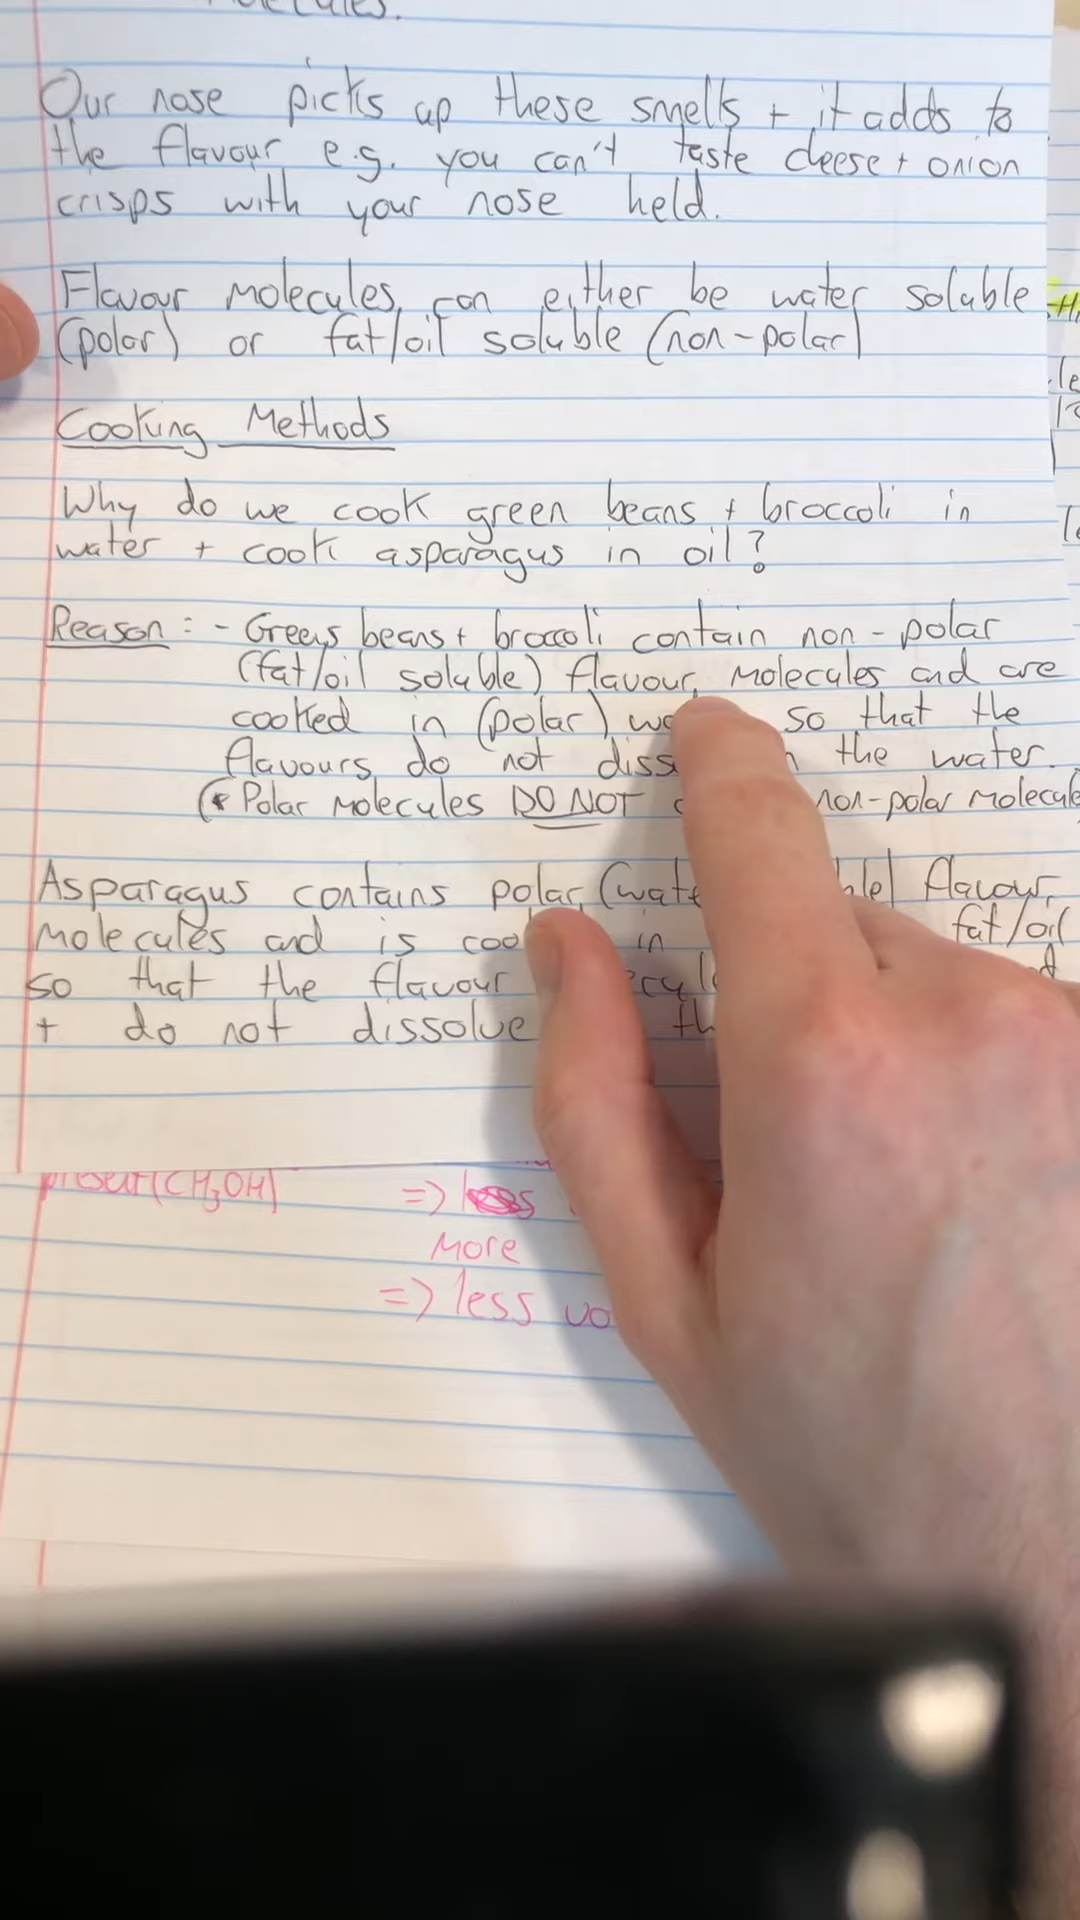 Our nose picks up these smells + it adds to
the flavour e.g. you can't taste cheese + onion
crisps with your nose held.
Flavour molecules can either be water soluble
(polar) or fat/oil soluble (non-polar)
Cooking Methods
Why do we cook green beans + broccoli in
water + cook asparagus in oil?
Reason: - Greens beans + broccoli contain non-polar
(fat/oil soluble) flavour molecules and are
cooked in (polar) so that the
flavours do not the water.
(* Polar molecules DO NOT non-polar
Asparagus contains polar flavour
molecules and is in fat/oil
so that the flavour
+ do not dissolve
(CH3OH) => less
more
=> less